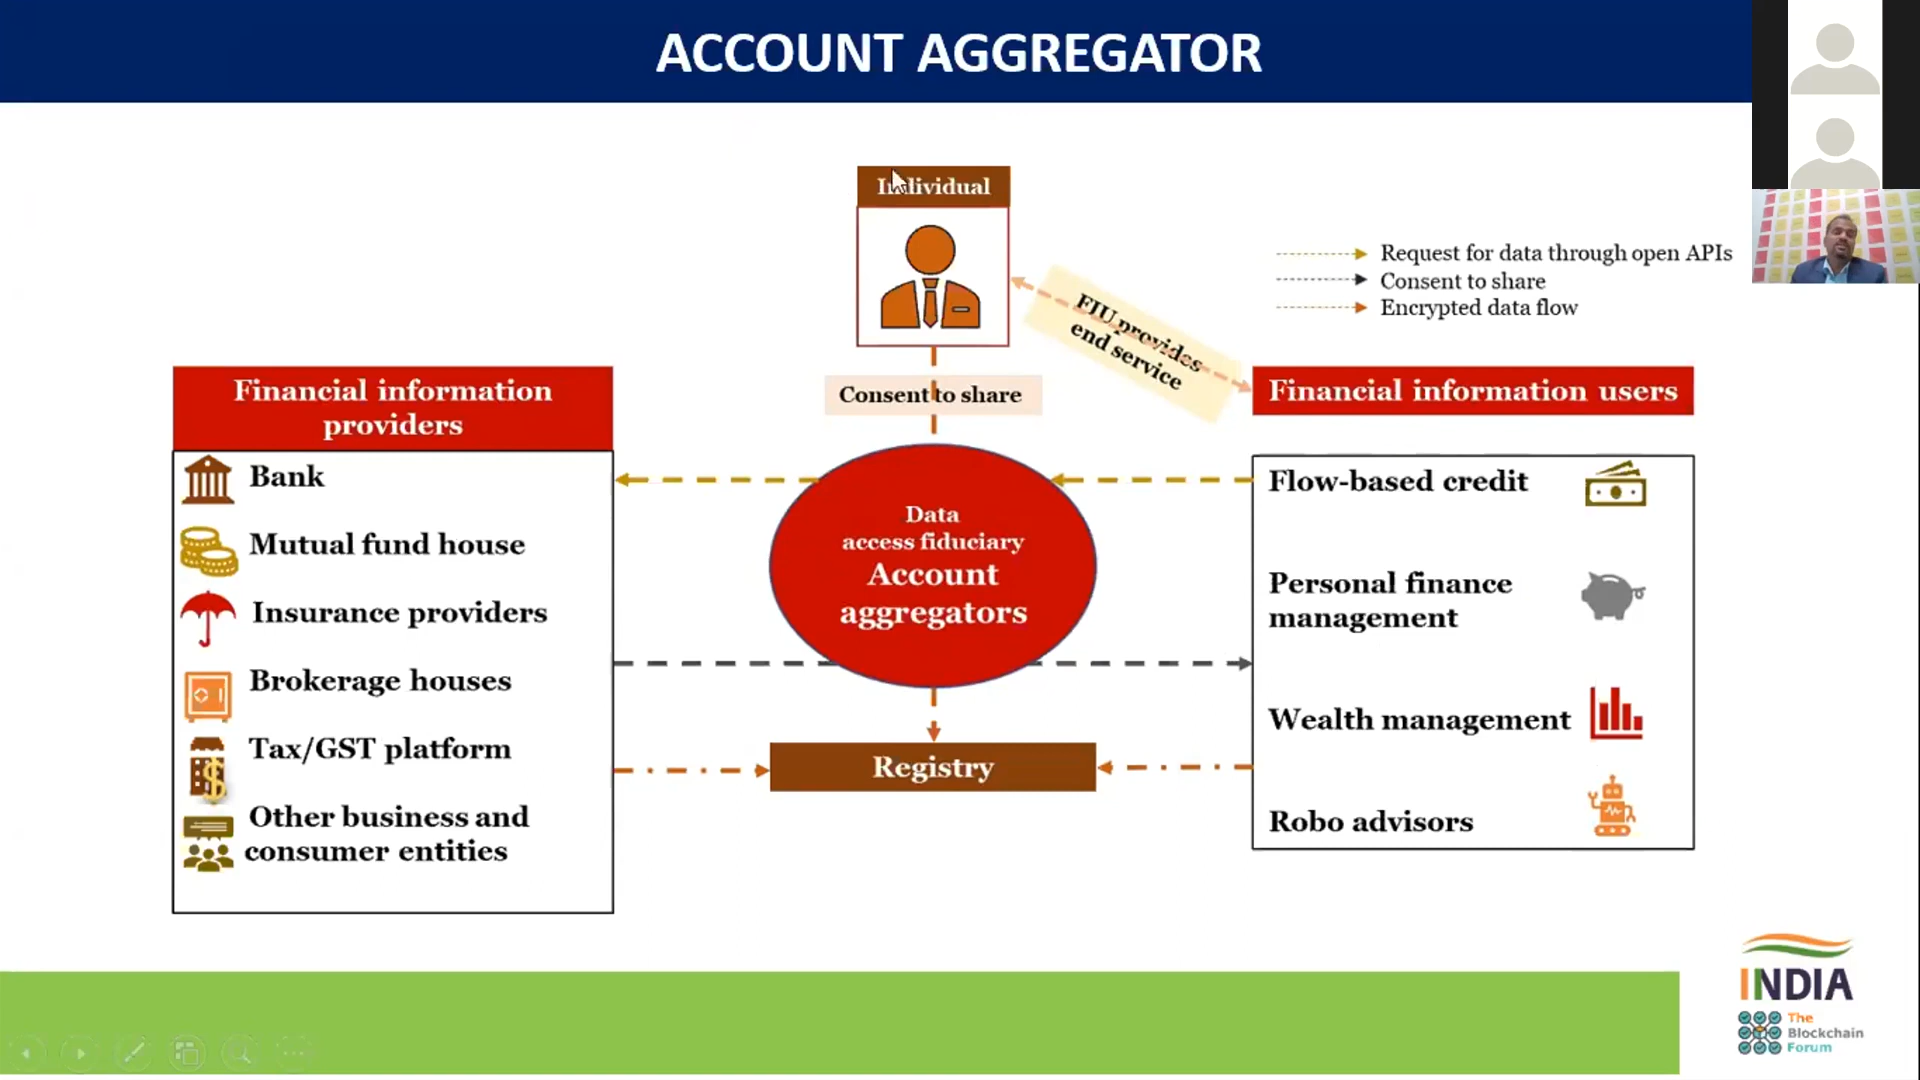 ACCOUNT AGGREGATOR
Individual
Request for data through open APIs
Consent to share
Encrypted data flow
FIU provides
end service
Financial information
providers
Consent to share
Financial information users
Bank
Mutual fund house
Insurance providers
Brokerage houses
Tax/GST platform
Other business and
consumer entities
Data
access fiduciary
Account
aggregators
Registry
Flow-based credit
Personal finance
management
Wealth management
Robo advisors
INDIA
The
Blockchain
Forum